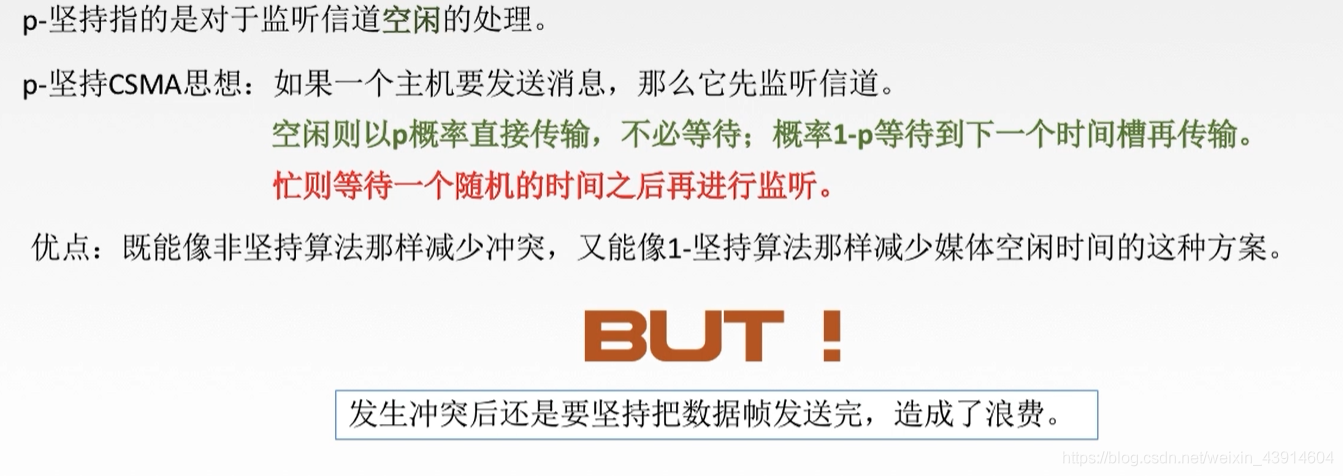 p-坚持指的是对于监听信道空闲的处理。
p-坚持CSMA思想：如果一个主机要发送消息，那么它先监听信道。
空闲则以p概率直接传输，不必等待；概率1-p等待到下一个时间槽再传输。
忙则等待一个随机的时间之后再进行监听。
优点：既能像非坚持算法那样减少冲突，又能像1-坚持算法那样减少媒体空闲时间的这种方案。
BUT！
发生冲突后还是要坚持把数据帧发送完，造成了浪费。
https://blog.csdn.net/weixin_43914604